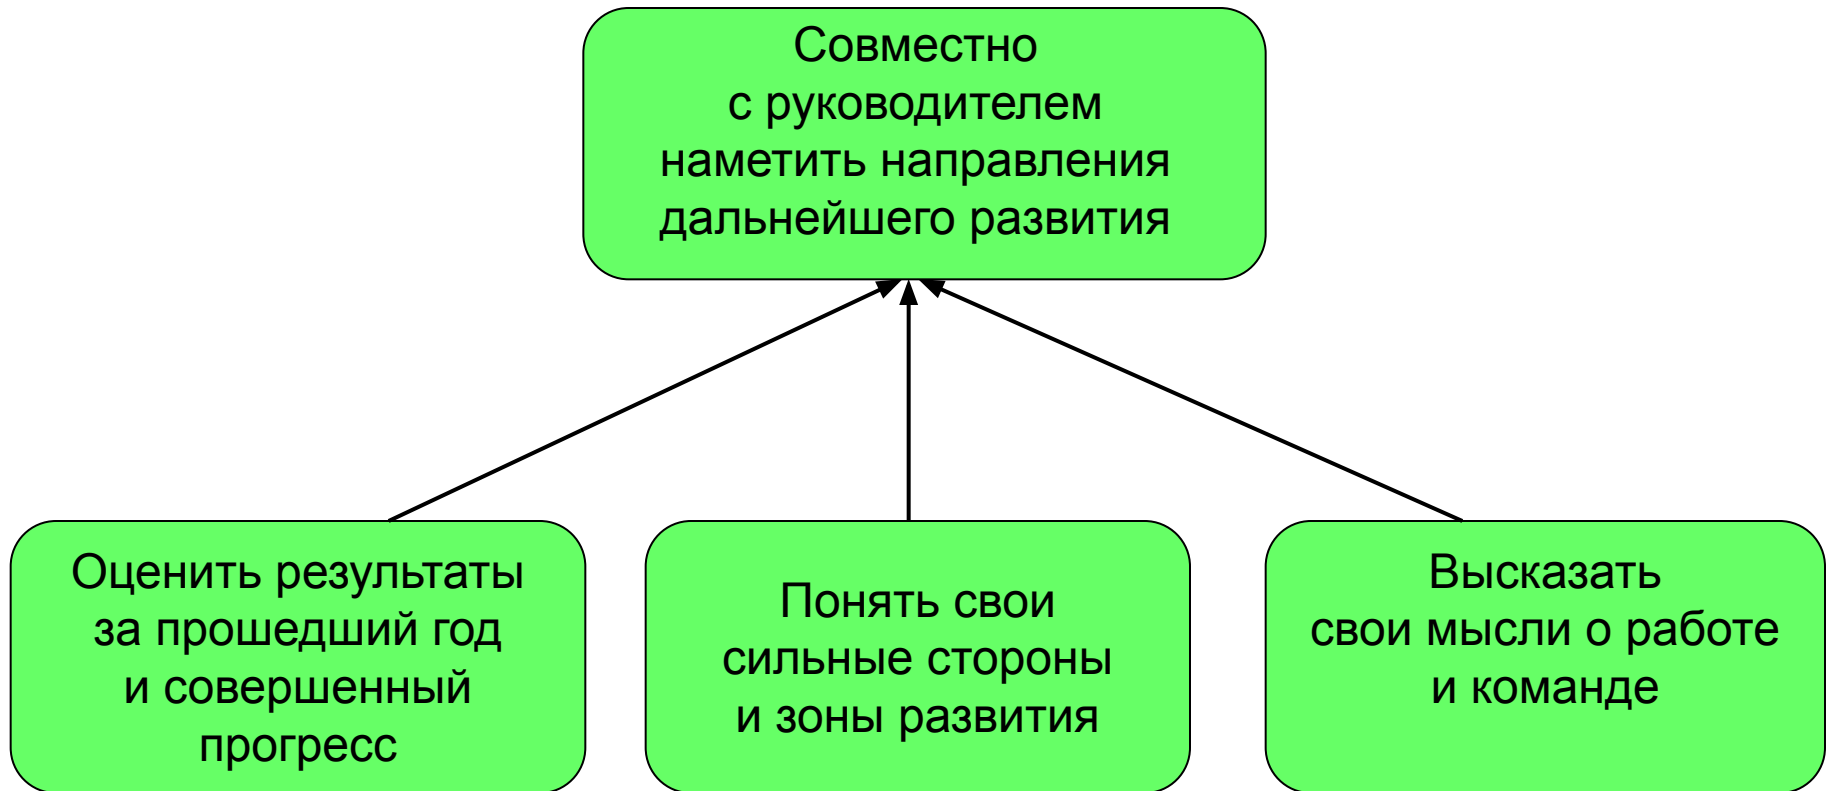 Совместно
с руководителем
наметить направления
дальнейшего развития
Оценить результаты
за прошедший год
и совершенный
прогресс
Понять свои
сильные стороны
и зоны развития
Высказать
свои мысли о работе
и команде